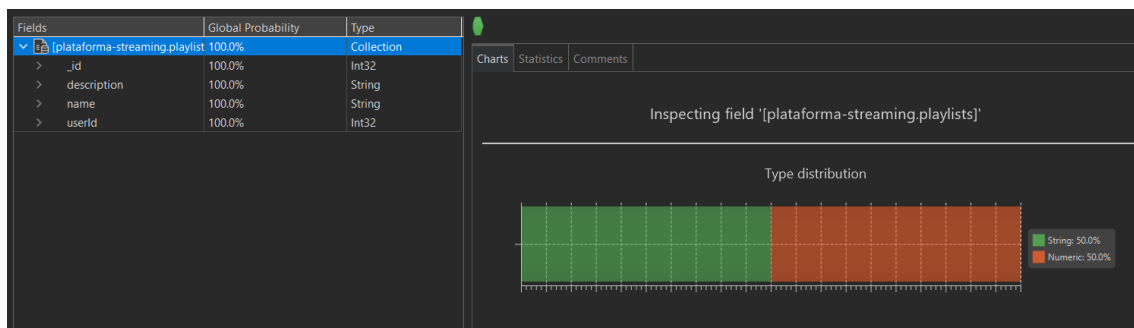 Fields Global Probability Type
[plataforma-streaming.playlist 100.0% Collection
_id 100.0% Int32
description 100.0% String
name 100.0% String
userId 100.0% Int32
Charts Statistics Comments
Inspecting field '[plataforma-streaming.playlists]'
Type distribution
String: 50.0%
Numeric: 50.0%